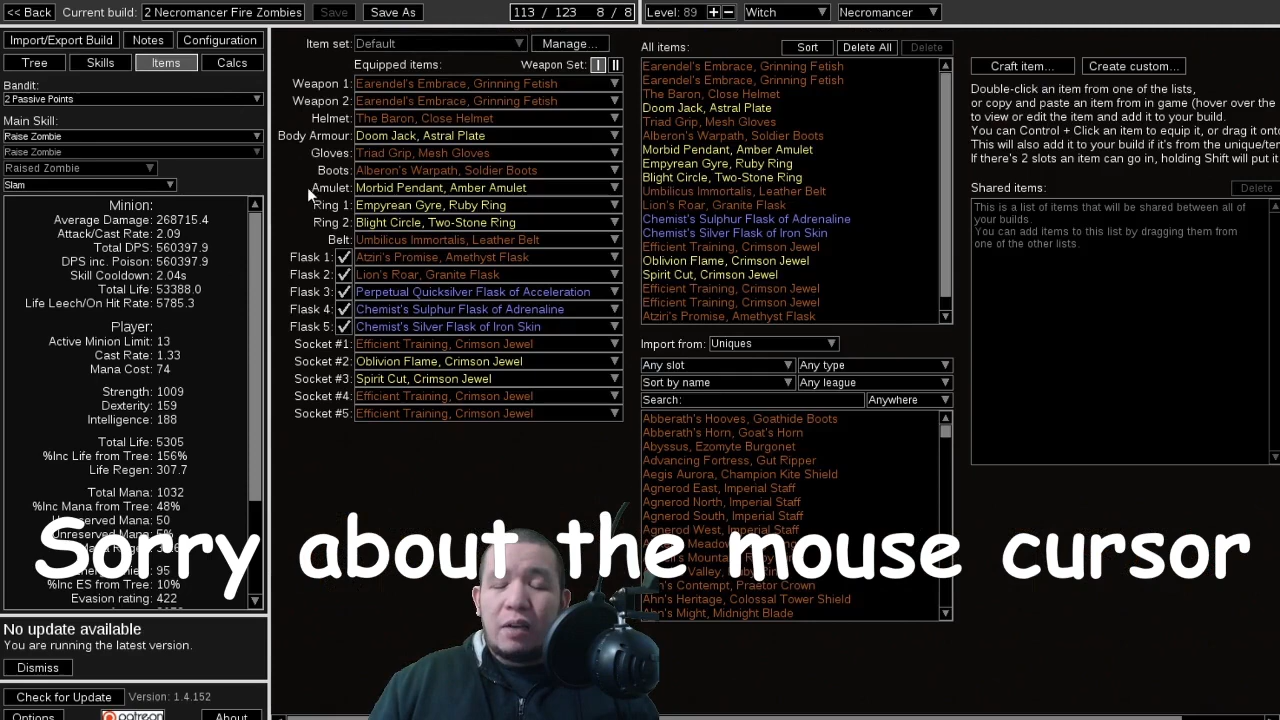 << Back
Current build:
2 Necromancer Fire Zombies
Save
Save As
113 / 123 8 / 8
Level: 89
+
-
Witch
Necromancer
Import/Export Build
Notes
Configuration
Tree
Skills
Items
Calcs
Bandit:
2 Passive Points
Main Skill:
Raise Zombie
Raise Zombie
Raised Zombie
Slam
Minion:
Average Damage: 268715.4
Attack/Cast Rate: 2.09
Total DPS: 560397.9
DPS inc. Poison: 560397.9
Skill Cooldown: 2.04s
Total Life: 53388.0
Life Leech/On Hit Rate: 5785.3
Player:
Active Minion Limit: 13
Cast Rate: 1.33
Mana Cost: 74
Strength: 1009
Dexterity: 159
Intelligence: 188
Total Life: 5305
%Inc Life from Tree: 156%
Life Regen: 307.7
Total Mana: 1032
%Inc Mana from Tree: 48%
Unreserved Mana: 50
Unreserved Mana: 5%
95
%Inc ES from Tree: 10%
Evasion rating: 422
No update available
You are running the latest version.
Dismiss
Check for Update
Version: 1.4.152
Options
patreon
About
Item set:
Default
Manage...
Equipped items:
Weapon Set:
I
II
Weapon 1: Earendel's Embrace, Grinning Fetish
Weapon 2: Earendel's Embrace, Grinning Fetish
Helmet: The Baron, Close Helmet
Body Armour: Doom Jack, Astral Plate
Gloves: Triad Grip, Mesh Gloves
Boots: Alberon's Warpath, Soldier Boots
Amulet: Morbid Pendant, Amber Amulet
Ring 1: Empyrean Gyre, Ruby Ring
Ring 2: Blight Circle, Two-Stone Ring
Belt: Umbilicus Immortalis, Leather Belt
Flask 1: Atziri's Promise, Amethyst Flask
Flask 2: Lion's Roar, Granite Flask
Flask 3: Perpetual Quicksilver Flask of Acceleration
Flask 4: Chemist's Sulphur Flask of Adrenaline
Flask 5: Chemist's Silver Flask of Iron Skin
Socket #1: Efficient Training, Crimson Jewel
Socket #2: Oblivion Flame, Crimson Jewel
Socket #3: Spirit Cut, Crimson Jewel
Socket #4: Efficient Training, Crimson Jewel
Socket #5: Efficient Training, Crimson Jewel
All items:
Sort
Delete All
Delete
Earendel's Embrace, Grinning Fetish
Earendel's Embrace, Grinning Fetish
The Baron, Close Helmet
Doom Jack, Astral Plate
Triad Grip, Mesh Gloves
Alberon's Warpath, Soldier Boots
Morbid Pendant, Amber Amulet
Empyrean Gyre, Ruby Ring
Blight Circle, Two-Stone Ring
Umbilicus Immortalis, Leather Belt
Lion's Roar, Granite Flask
Chemist's Sulphur Flask of Adrenaline
Chemist's Silver Flask of Iron Skin
Efficient Training, Crimson Jewel
Oblivion Flame, Crimson Jewel
Spirit Cut, Crimson Jewel
Efficient Training, Crimson Jewel
Efficient Training, Crimson Jewel
Atziri's Promise, Amethyst Flask
Import from:
Uniques
Any slot
Any type
Sort by name
Any league
Search:
Anywhere
Abberath's Hooves, Goathide Boots
Abberath's Horn, Goat's Horn
Abyssus, Ezomyte Burgonet
Advancing Fortress, Gut Ripper
Aegis Aurora, Champion Kite Shield
Agnerod East, Imperial Staff
Agnerod North, Imperial Staff
Agnerod South, Imperial Staff
Agnerod West, Imperial Staff
Contempt, Praetor Crown
Ahn's Heritage, Colossal Tower Shield
Ahn's Might, Midnight Blade
Craft item...
Create custom...
Double-click an item from one of the lists,
or copy and paste an item from in game (hover over the
to view or edit the item and add it to your build.
You can Control + Click an item to equip it, or drag it onto
This will also add it to your build if it's from the unique/te
If there's 2 slots an item can go in, holding Shift will put it
Shared items:
Delete
This is a list of items that will be shared between all of
your builds.
You can add items to this list by dragging them from
one of the other lists.
Sorry about the mouse cursor